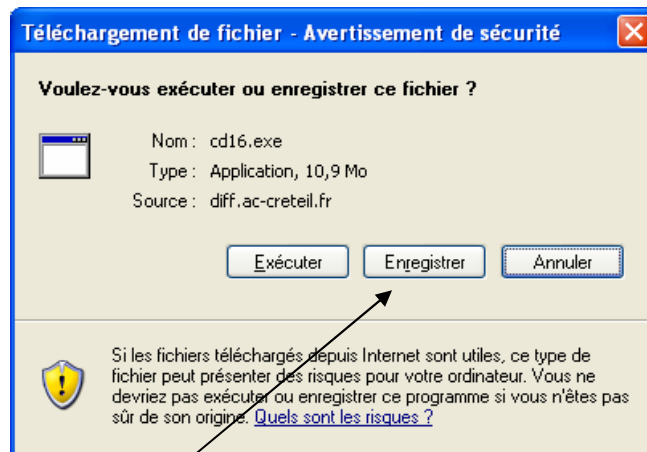 Téléchargement de fichier - Avertissement de sécurité
Voulez-vous exécuter ou enregistrer ce fichier ?
Nom : cd16.exe
Type : Application, 10,9 Mo
Source : diff.ac-creteil.fr
Exécuter Enregistrer Annuler
Si les fichiers téléchargés depuis Internet sont utiles, ce type de
fichier peut présenter des risques pour votre ordinateur. Vous ne
devriez pas exécuter ou enregistrer ce programme si vous n'êtes pas
sûr de son origine. Quels sont les risques ?